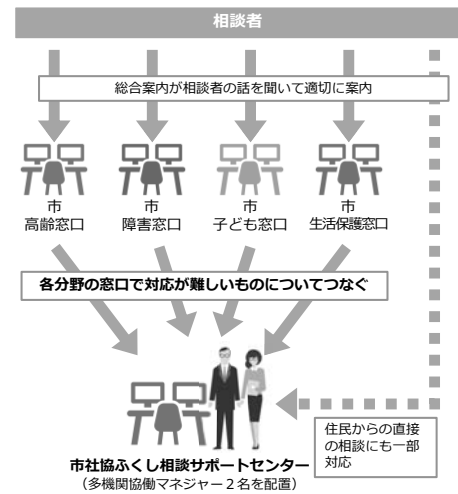 相談者
総合案内が相談者の話を聞いて適切に案内
市
高齢窓口
市
障害窓口
市
子ども窓口
市
生活保護窓口
各分野の窓口で対応が難しいものについてつなぐ
住民からの直接
の相談にも一部
対応
市社協ふくし相談サポートセンター
（多機関協働マネジャー２名を配置）